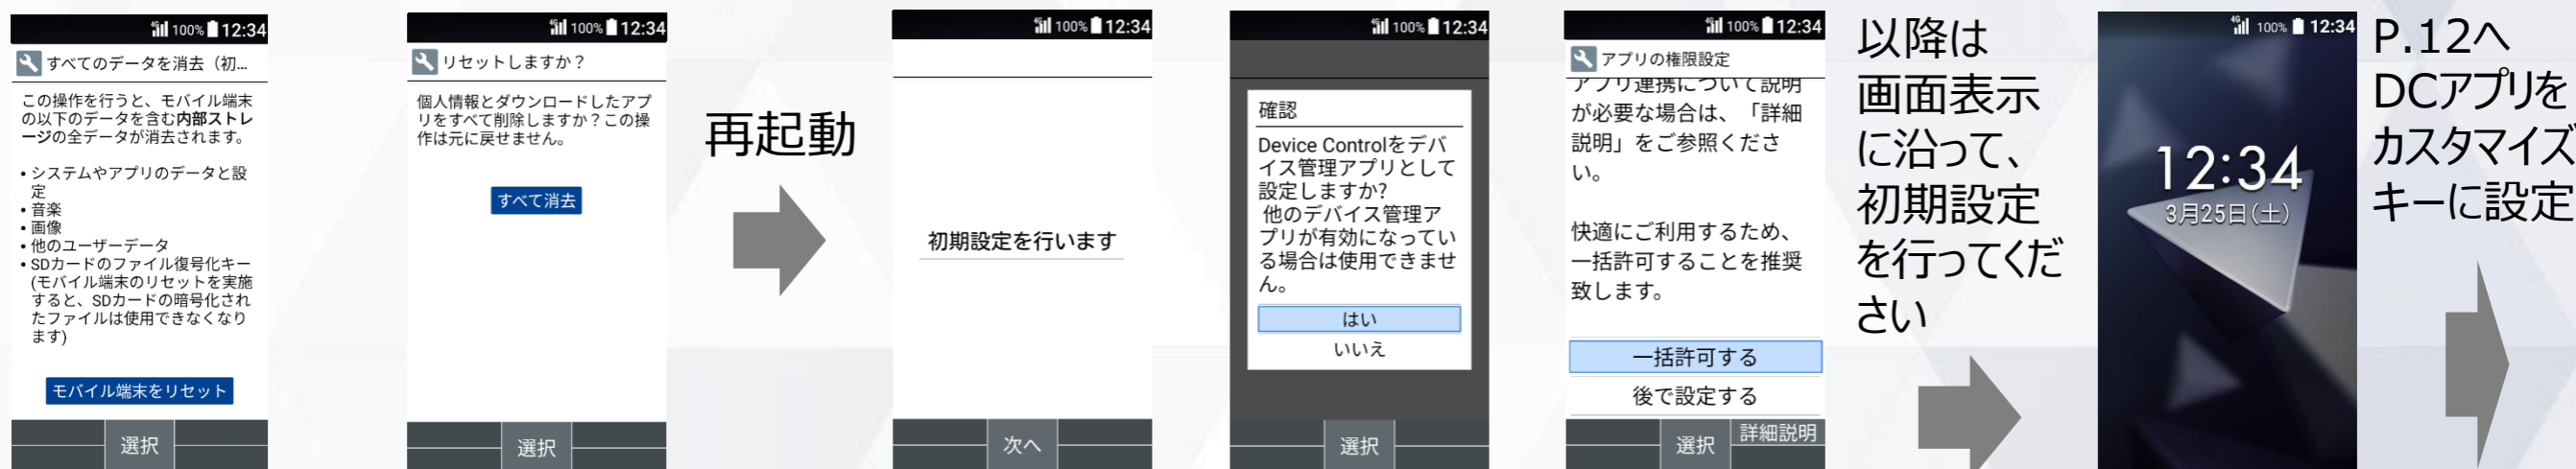 4G 100% 12:34
すべてのデータを消去（初...
この操作を行うと、モバイル端末
の以下のデータを含む内部ストレ
ージの全データが消去されます。
• システムやアプリのデータと設
定
• 音楽
• 画像
• 他のユーザーデータ
• SDカードのファイル復号化キー
(モバイル端末のリセットを実施
すると、SDカードの暗号化され
たファイルは使用できなくなり
ます)
モバイル端末をリセット
選択
4G 100% 12:34
リセットしますか？
個人情報とダウンロードしたアプ
リをすべて削除しますか？この操
作は元に戻せません。
すべて消去
選択
再起動
4G 100% 12:34
初期設定を行います
次へ
4G 100% 12:34
確認
Device Controlをデバ
イス管理アプリとして
設定しますか?
他のデバイス管理ア
プリが有効になってい
る場合は使用できませ
ん。
はい
いいえ
選択
4G 100% 12:34
アプリの権限設定
アプリ連携について説明
が必要な場合は、「詳細
説明」をご参照くださ
い。
快適にご利用するため、
一括許可することを推奨
致します。
一括許可する
後で設定する
選択 詳細説明
以降は
画面表示
に沿って、
初期設定
を行ってくだ
さい
4G 100% 12:34
12:34
3月25日(土)
P.12へ
DCアプリを
カスタマイズ
キーに設定